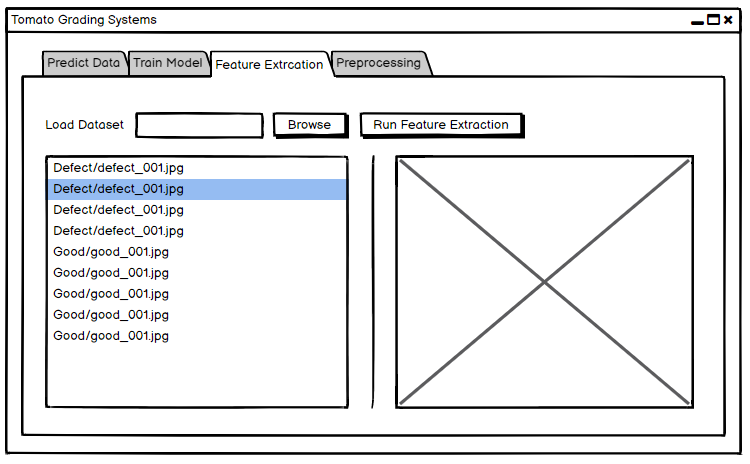 Tomato Grading Systems
Predict Data Train Model Feature Extrcation Preprocessing
Load Dataset Browse Run Feature Extraction
Defect/defect_001.jpg
Defect/defect_001.jpg
Defect/defect_001.jpg
Defect/defect_001.jpg
Good/good_001.jpg
Good/good_001.jpg
Good/good_001.jpg
Good/good_001.jpg
Good/good_001.jpg